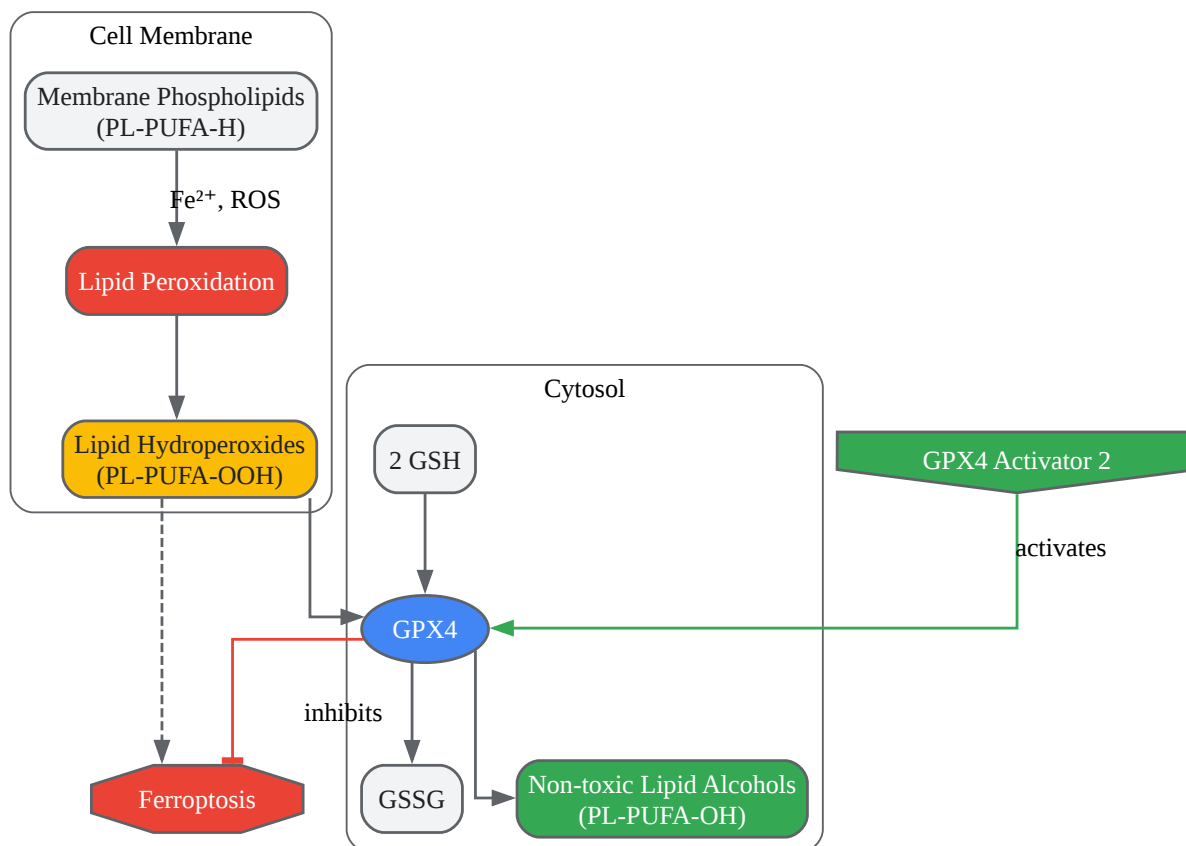 Cell Membrane
Membrane Phospholipids
(PL-PUFA-H)
Fe²⁺, ROS
Lipid Peroxidation
Lipid Hydroperoxides
(PL-PUFA-OOH)
Cytosol
2 GSH
GPX4 Activator 2
activates
GPX4
inhibits
Ferroptosis
GSSG
Non-toxic Lipid Alcohols
(PL-PUFA-OH)